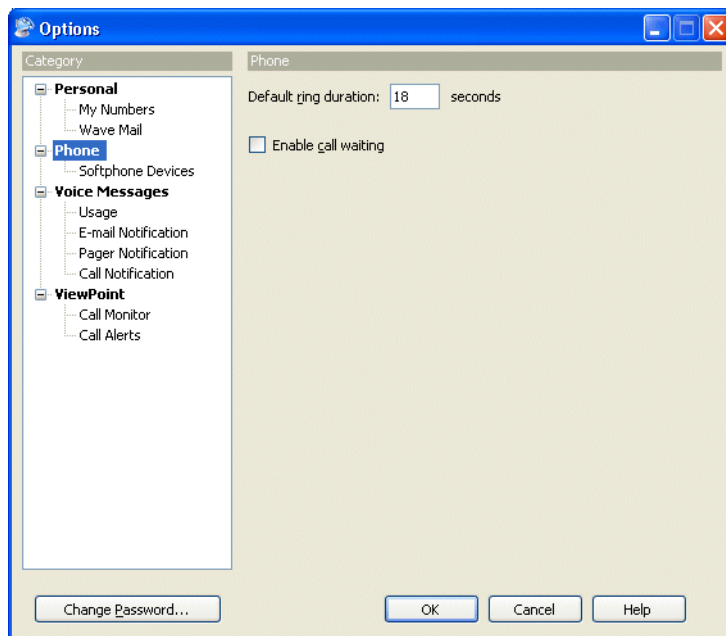 Options
Category
Phone
Personal
My Numbers
Wave Mail
Phone
Softphone Devices
Voice Messages
Usage
E-mail Notification
Pager Notification
Call Notification
ViewPoint
Call Monitor
Call Alerts
Default ring duration: 18 seconds
Enable call waiting
Change Password...
OK
Cancel
Help